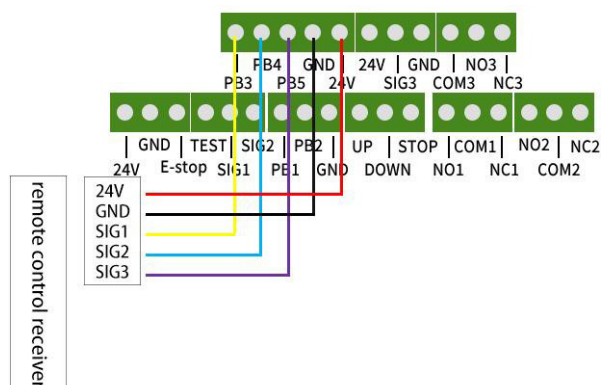 PB4 GND 24V GND NO3
PB3 PB5 24V SIG3 COM3 NC3
GND TEST SIG2 PB2 UP STOP COM1 NO2 NC2
24V E-stop SIG1 PB1 GND DOWN NO1 NC1 COM2
remote control receiver
24V
GND
SIG1
SIG2
SIG3